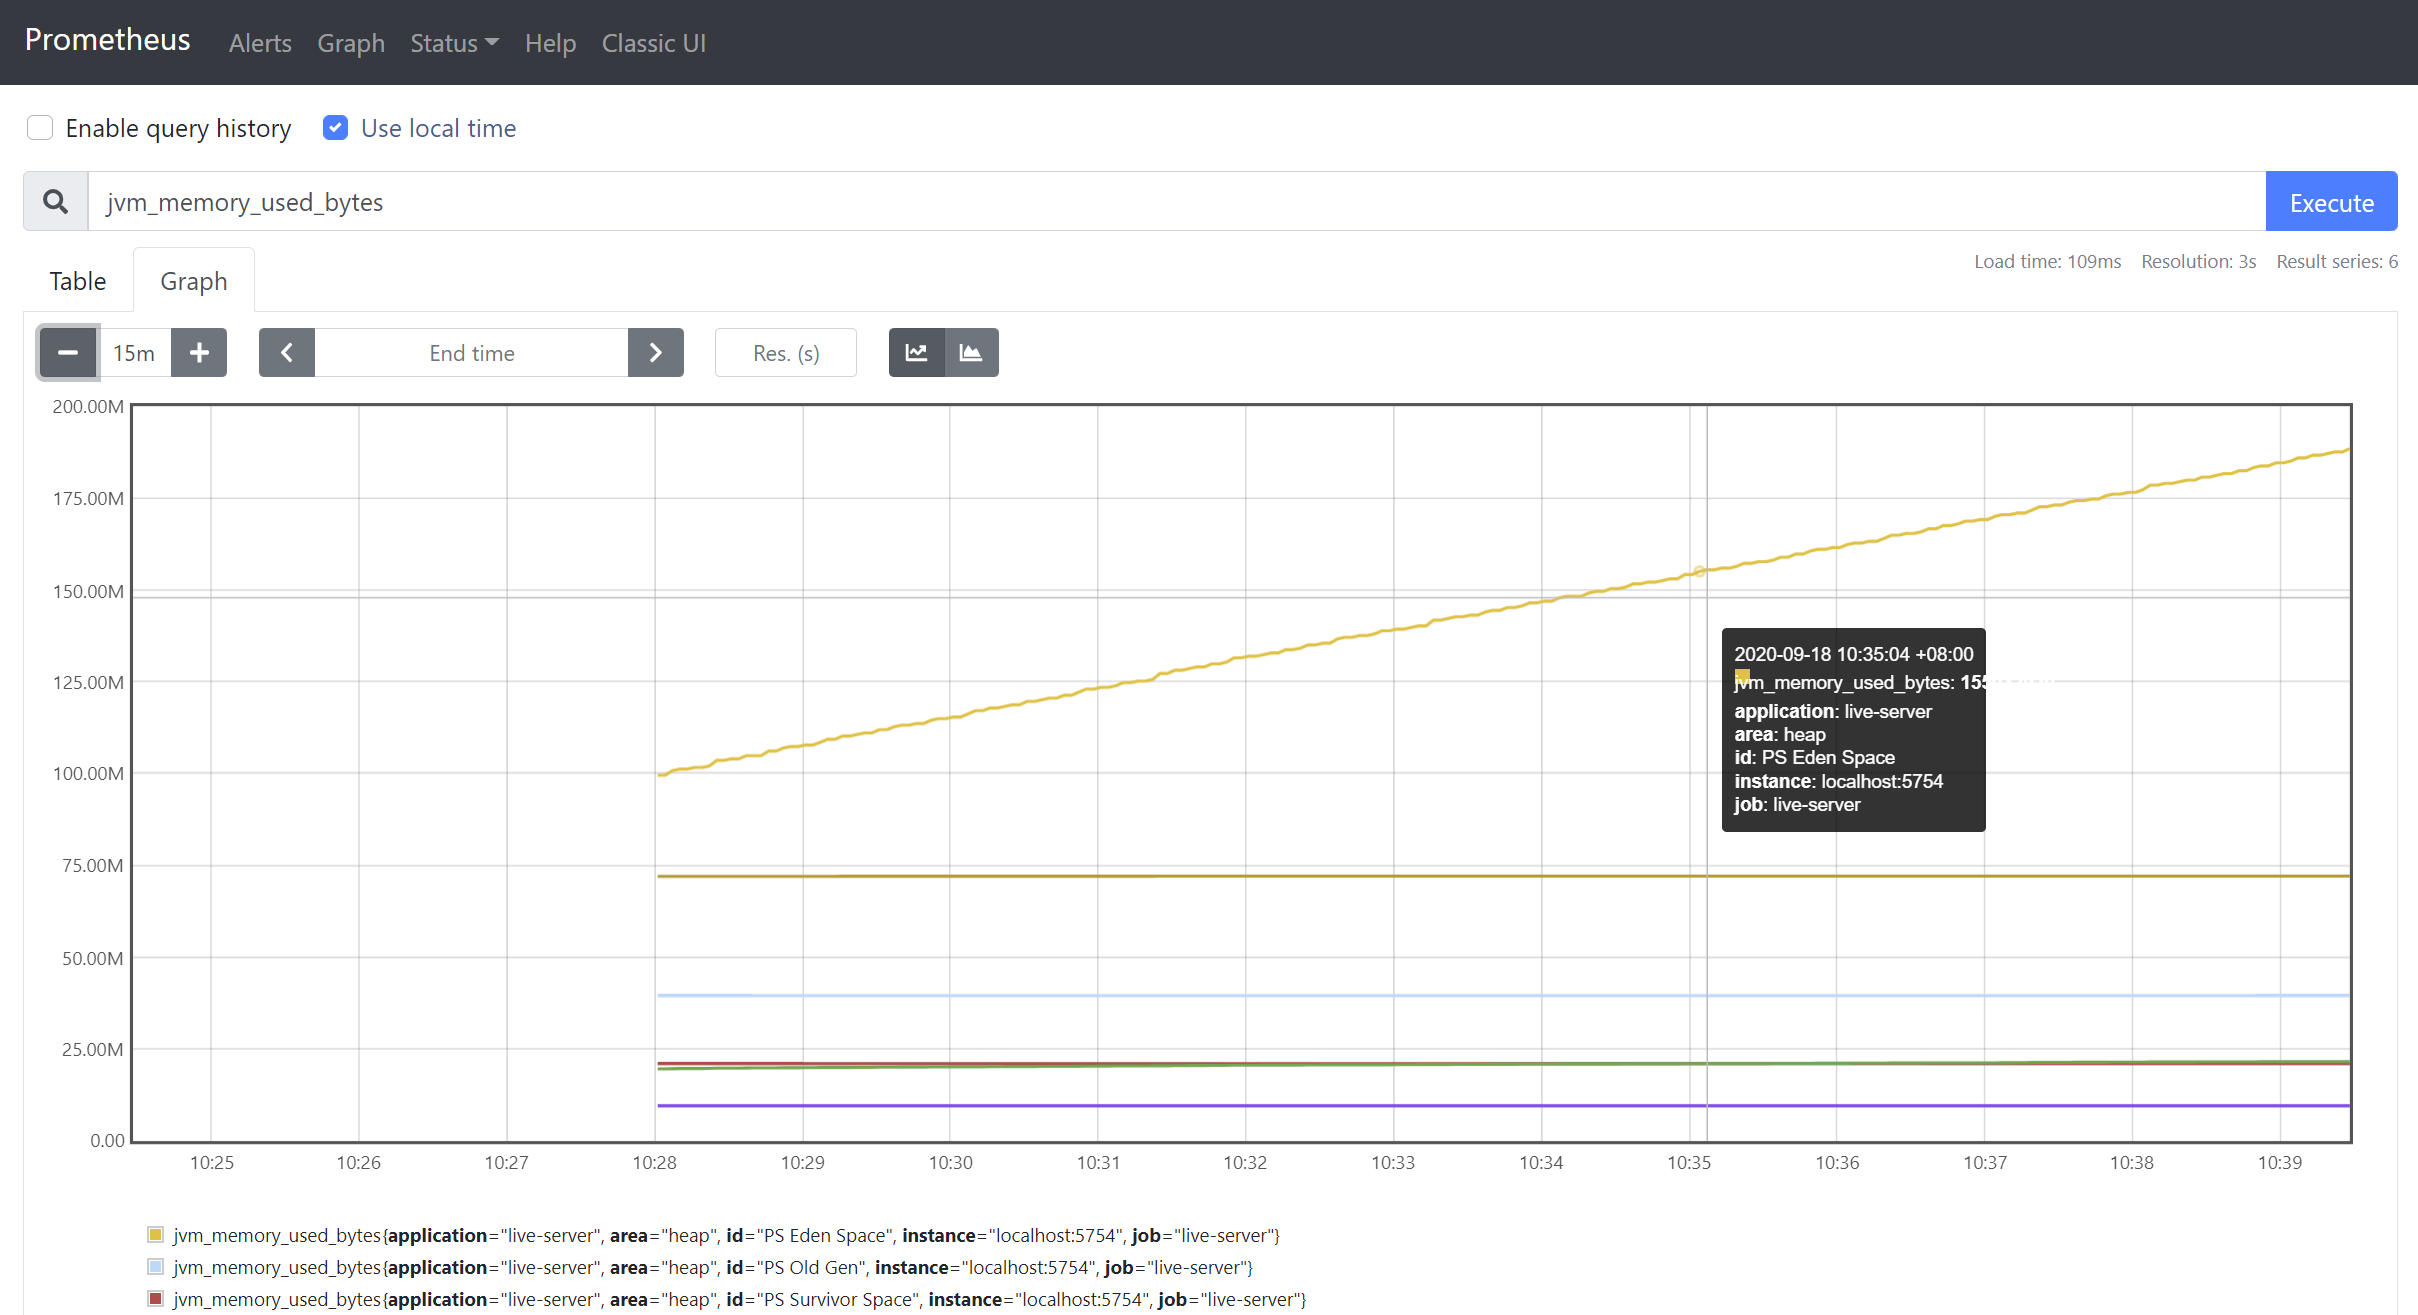 Prometheus Alerts Graph Status Help Classic UI
Enable query history Use local time
jvm_memory_used_bytes Execute
Load time: 109ms Resolution: 3s Result series: 6
Table Graph
15m End time Res. (s)
200.00M
175.00M
150.00M
125.00M
100.00M
75.00M
50.00M
25.00M
0.00
2020-09-18 10:35:04 +08:00
jvm_memory_used_bytes:
application: live-server
area: heap
id: PS Eden Space
instance: localhost:5754
job: live-server
10:25 10:26 10:27 10:28 10:29 10:30 10:31 10:32 10:33 10:34 10:35 10:36 10:37 10:38 10:39
jvm_memory_used_bytes{application="live-server", area="heap", id="PS Eden Space", instance="localhost:5754", job="live-server"}
jvm_memory_used_bytes{application="live-server", area="heap", id="PS Old Gen", instance="localhost:5754", job="live-server"}
jvm_memory_used_bytes{application="live-server", area="heap", id="PS Survivor Space", instance="localhost:5754", job="live-server"}